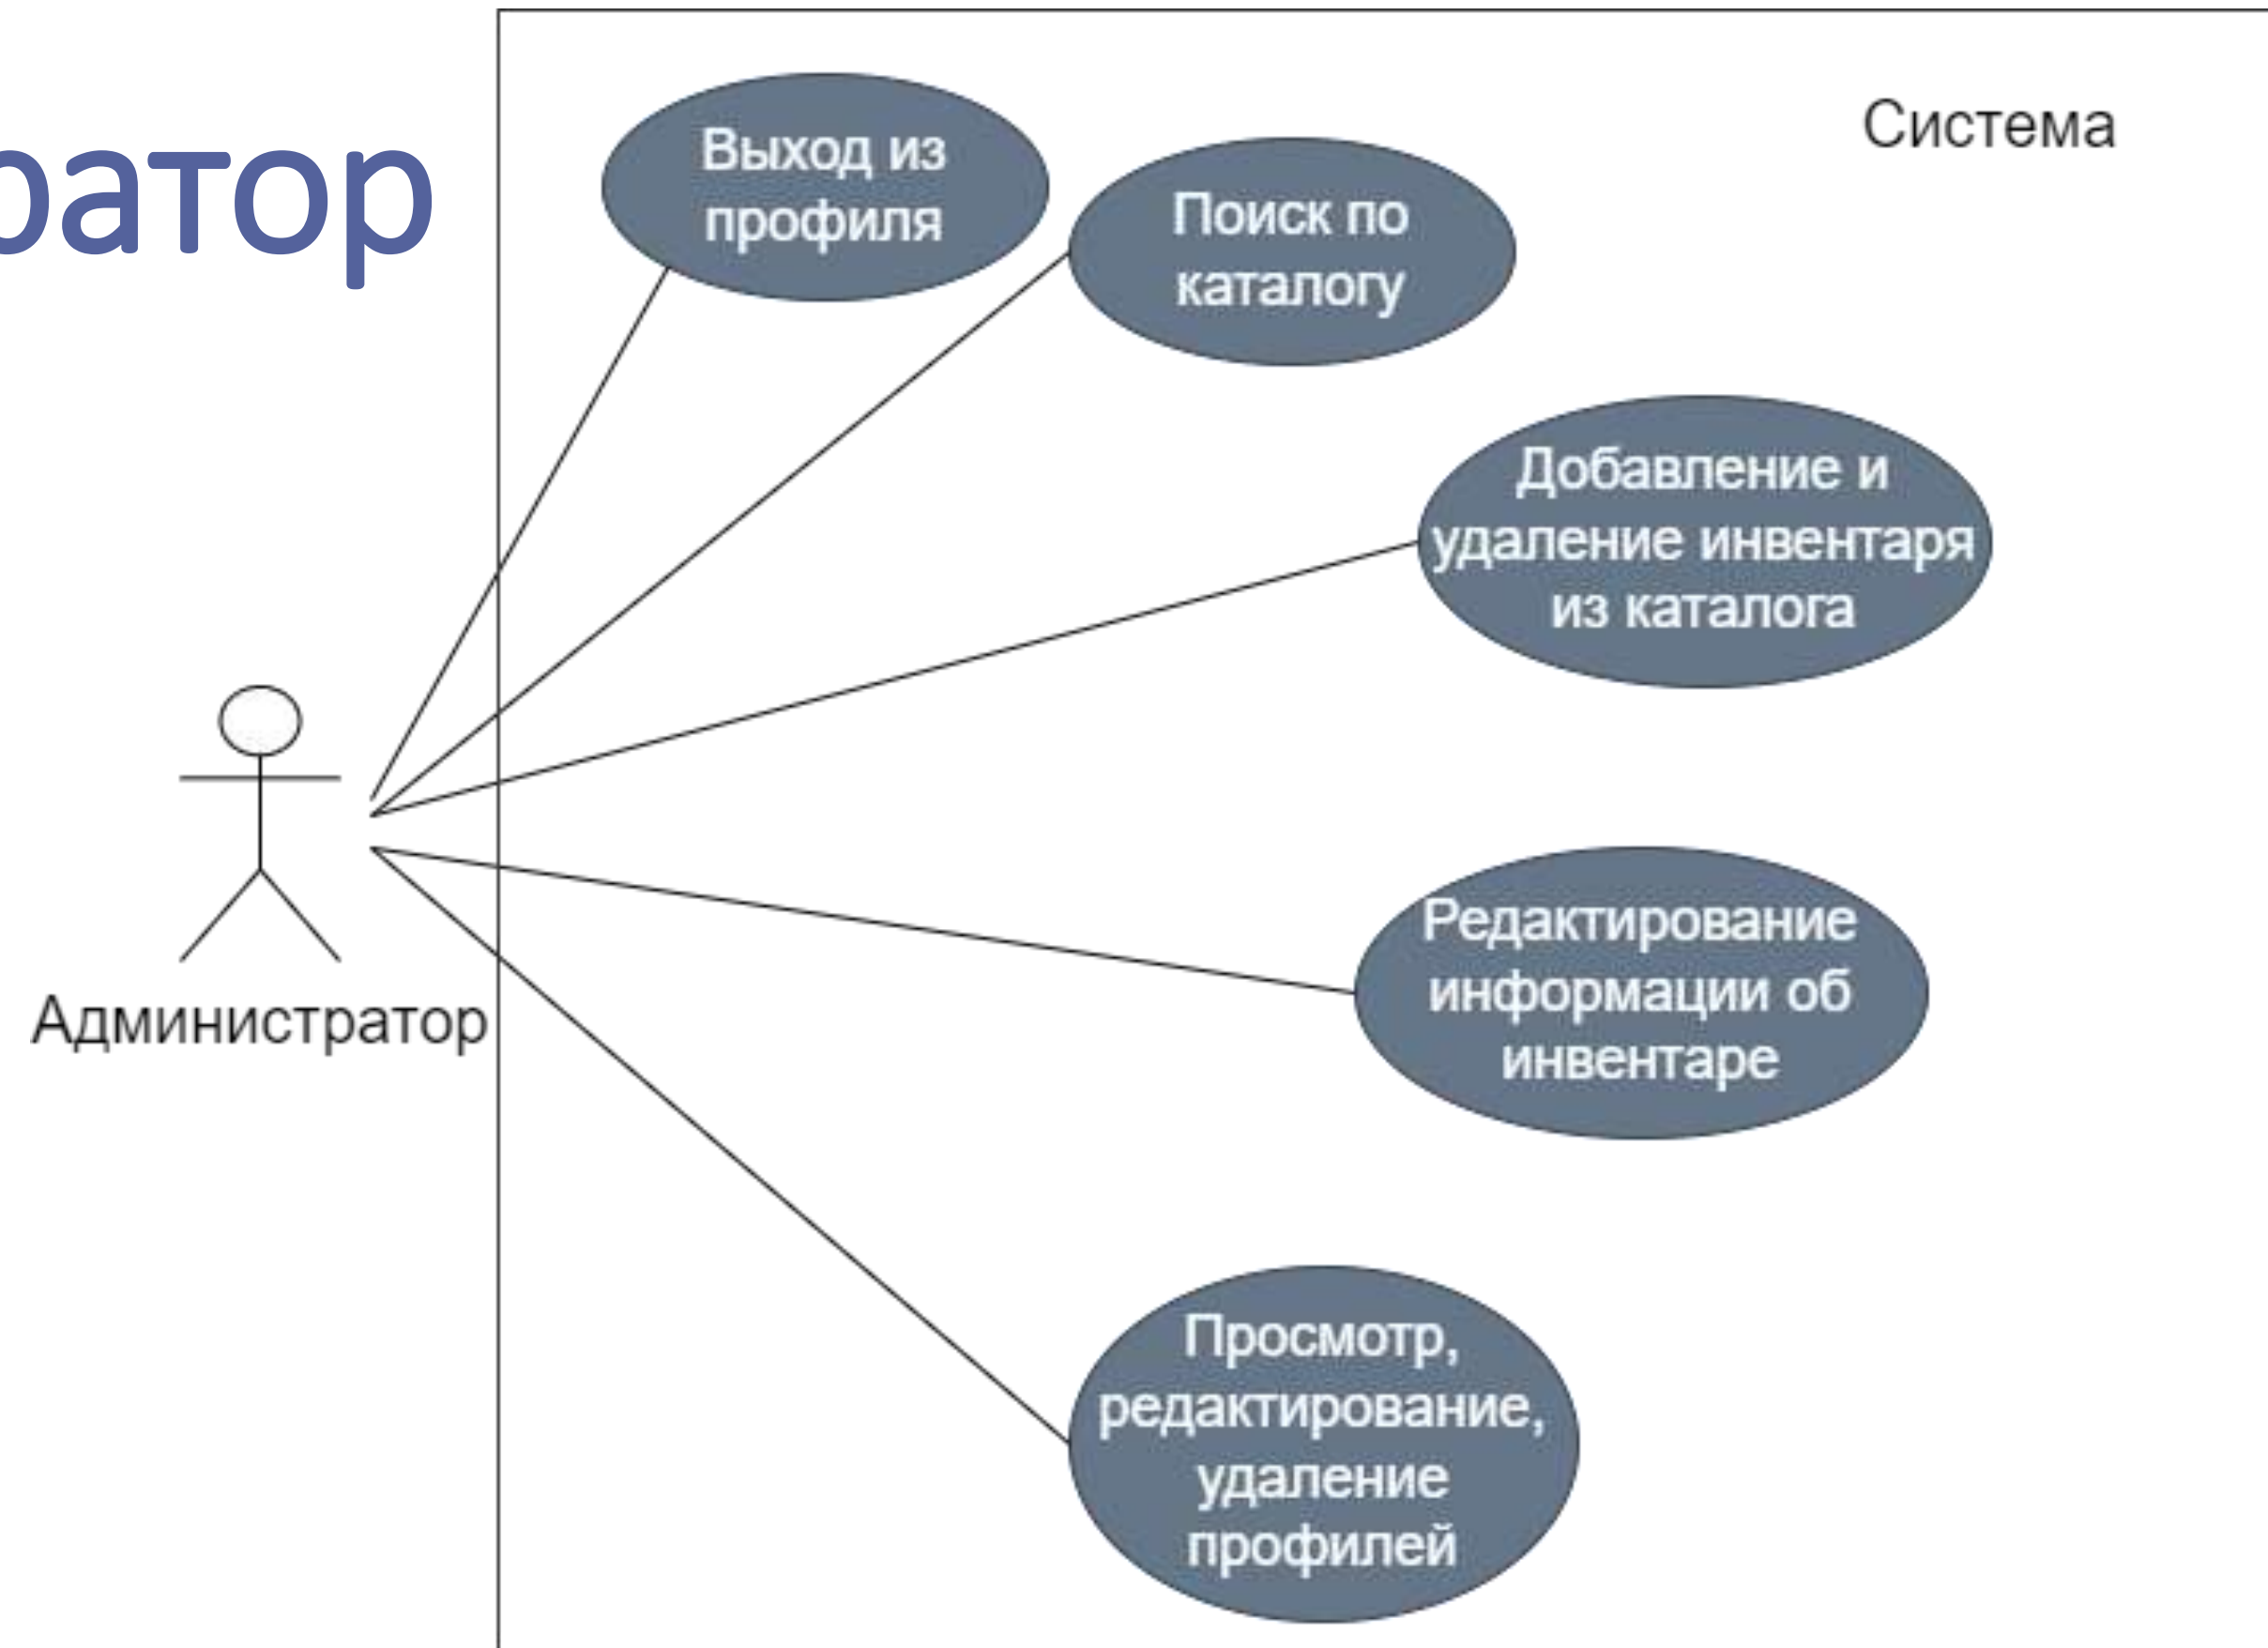 ратор
Система
Выход из
профиля
Поиск по
каталогу
Добавление и
удаление инвентаря
из каталога
Администратор
Редактирование
информации об
инвентаре
Просмотр,
редактирование,
удаление
профилей